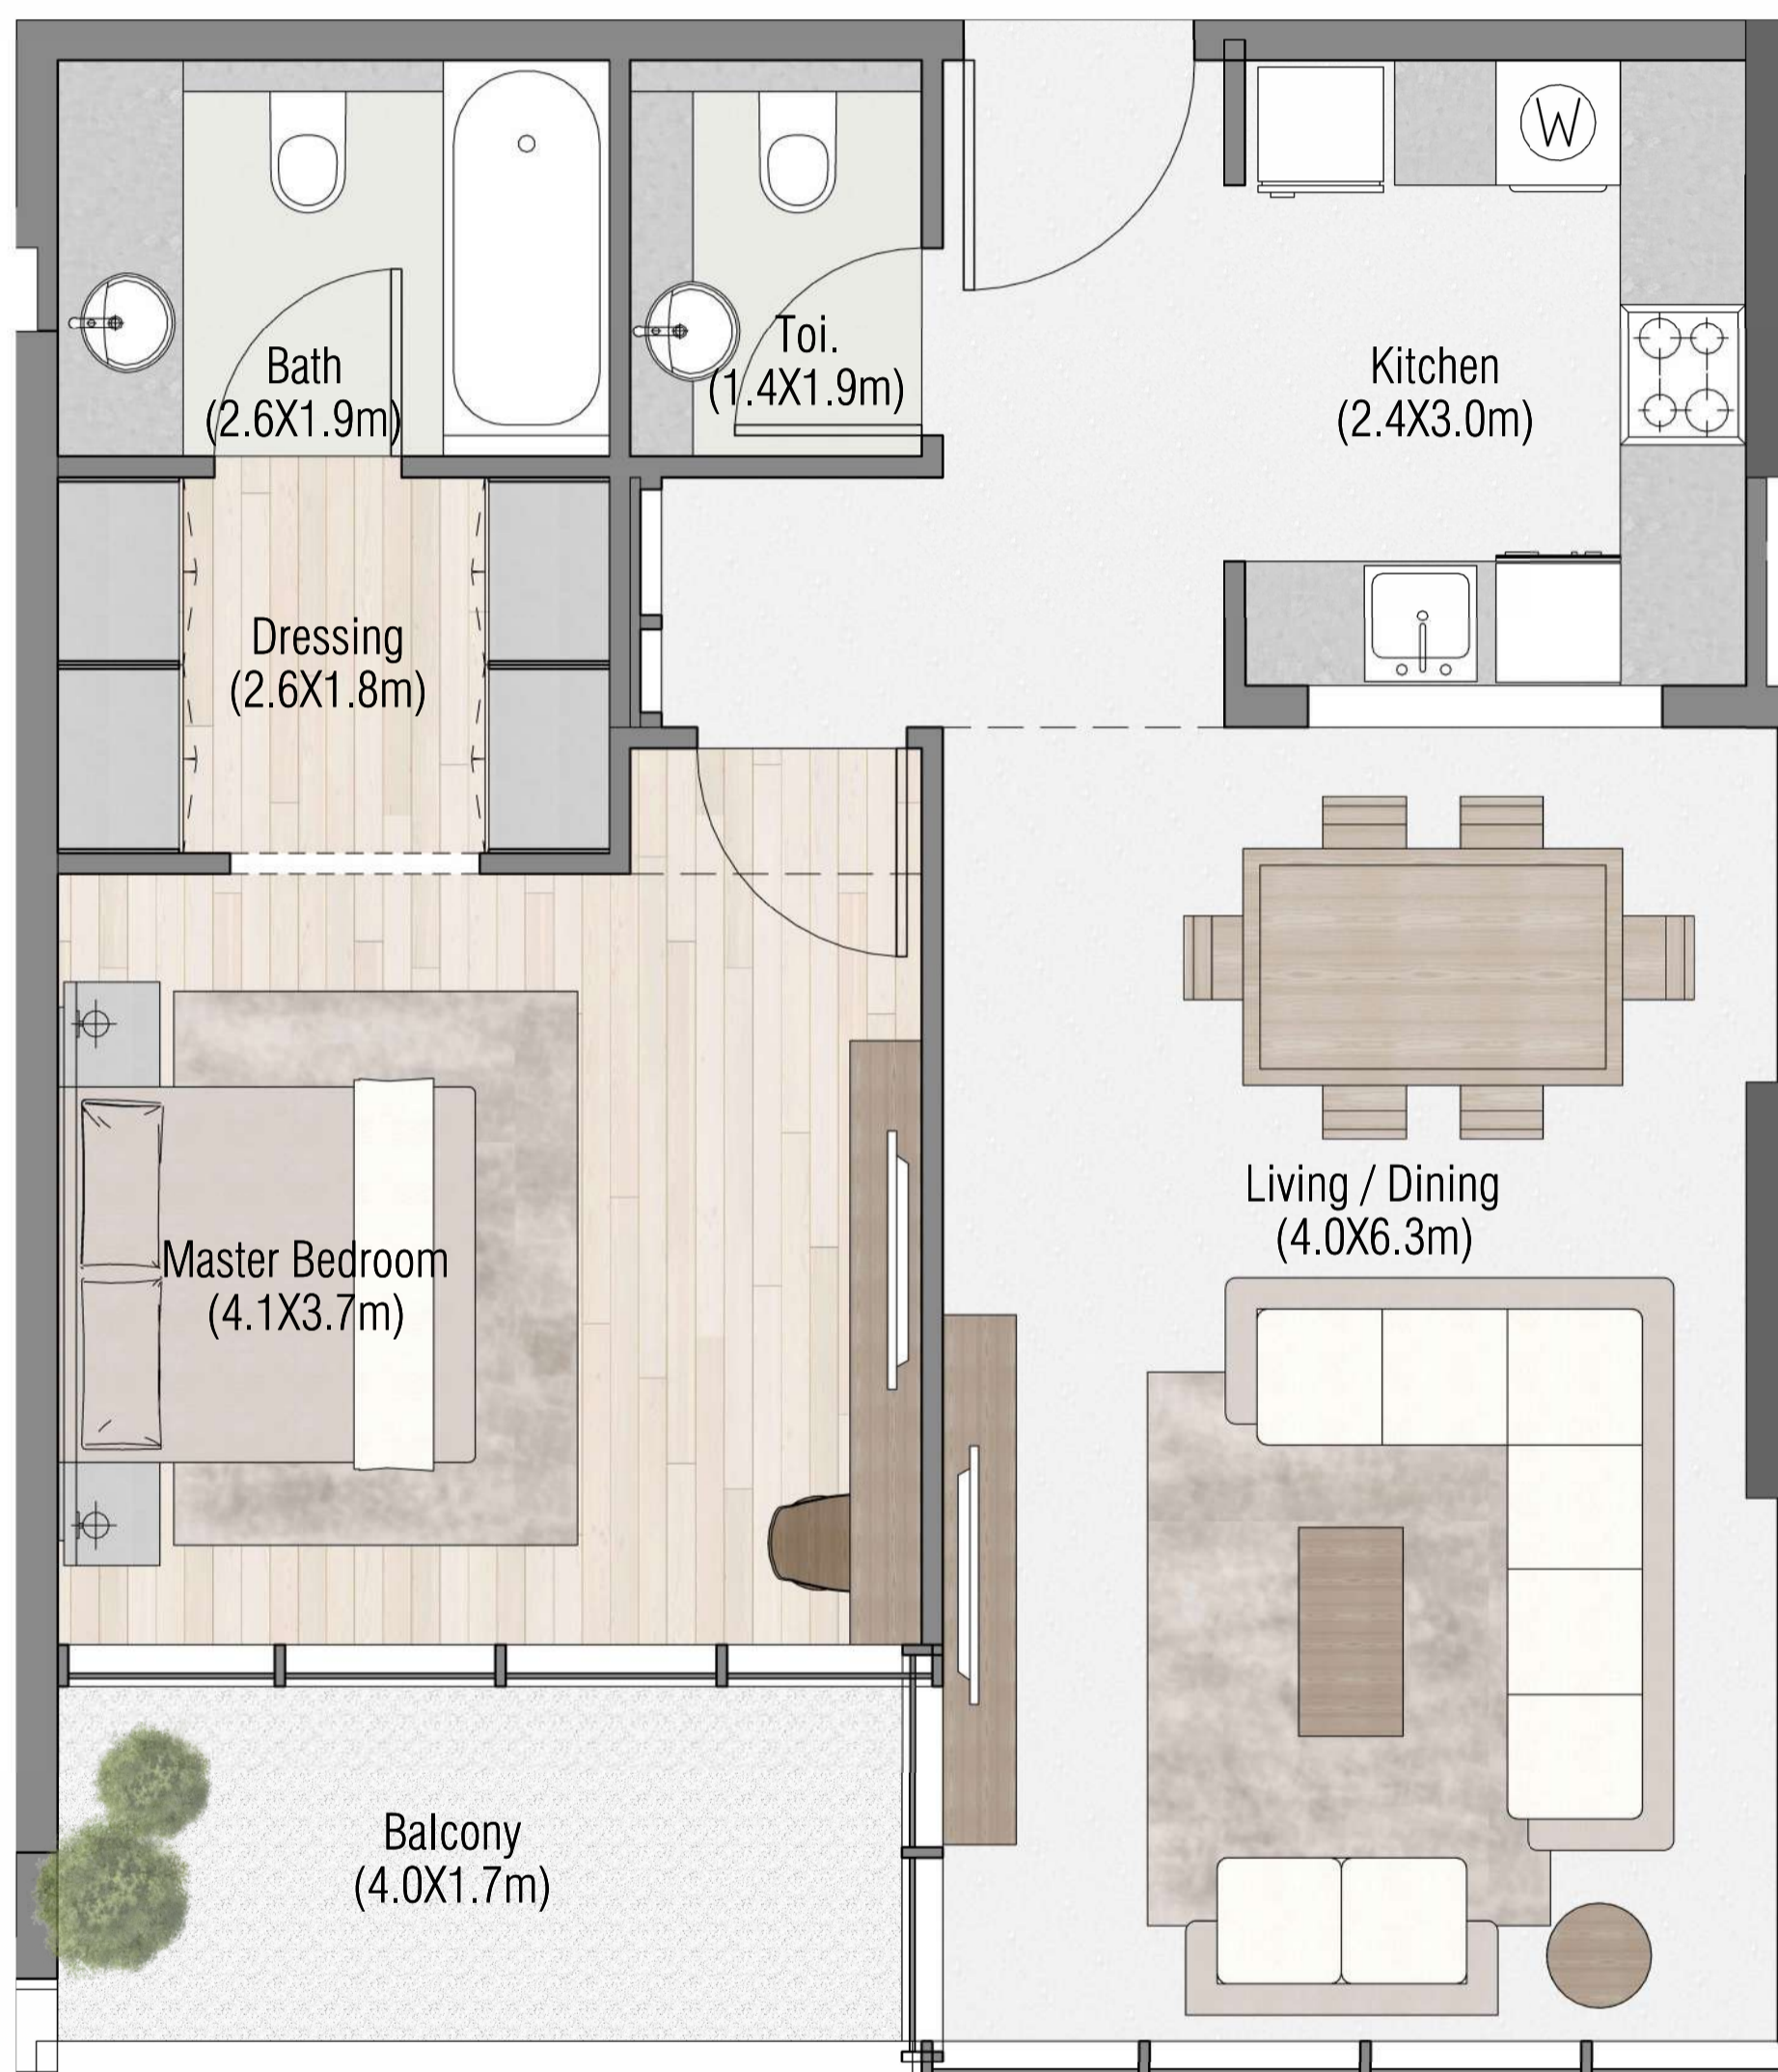 W
Toi.
(1.4X1.9m)
Bath
(2.6X1.9m)
Kitchen
(2.4X3.0m)
Dressing
(2.6X1.8m)
Living / Dining
(4.0X6.3m)
Master Bedroom
(4.1X3.7m)
Balcony
(4.0X1.7m)